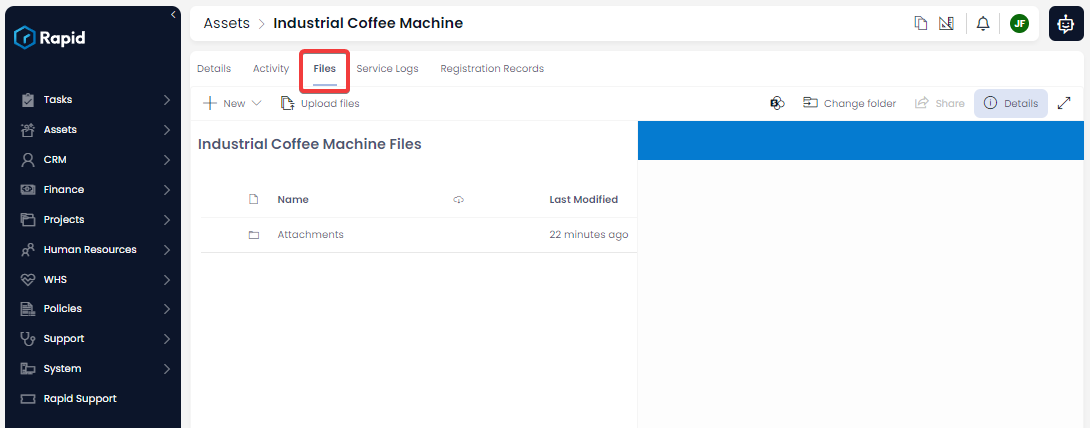 Rapid
Tasks
Assets
CRM
Finance
Projects
Human Resources
WHS
Policies
Support
System
Rapid Support
Assets > Industrial Coffee Machine
JF
Details Activity Files Service Logs Registration Records
New Upload files Change folder Share Details
Industrial Coffee Machine Files
Name Last Modified
Attachments 22 minutes ago